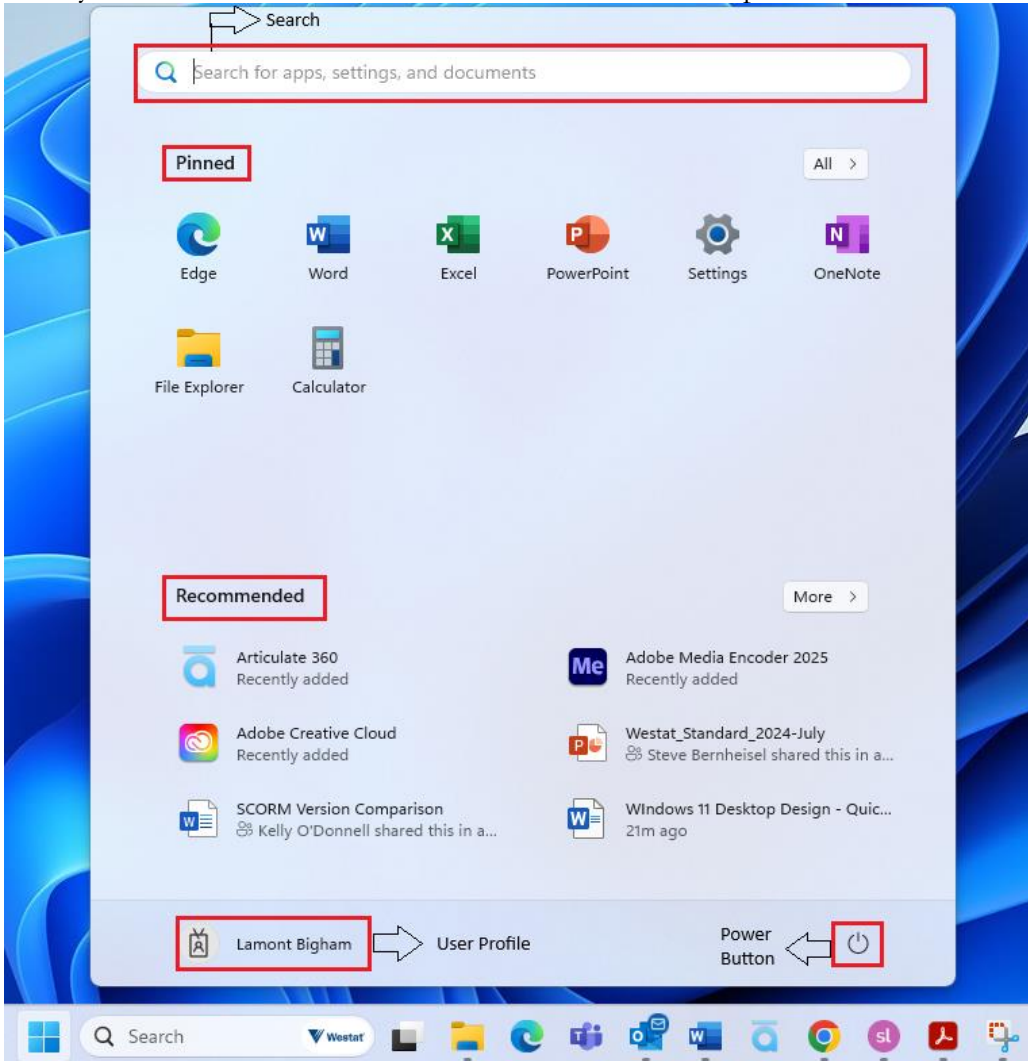 Search
Search for apps, settings, and documents
Pinned
All >
Edge
Word
Excel
PowerPoint
Settings
OneNote
File Explorer
Calculator
Recommended
More >
Articulate 360
Recently added
Adobe Media Encoder 2025
Recently added
Adobe Creative Cloud
Recently added
Westat_Standard_2024-July
Steve Bernheisel shared this in a...
SCORM Version Comparison
Kelly O'Donnell shared this in a...
WIndows 11 Desktop Design - Quic...
21m ago
Lamont Bigham
User Profile
Power
Button
Search
Westat